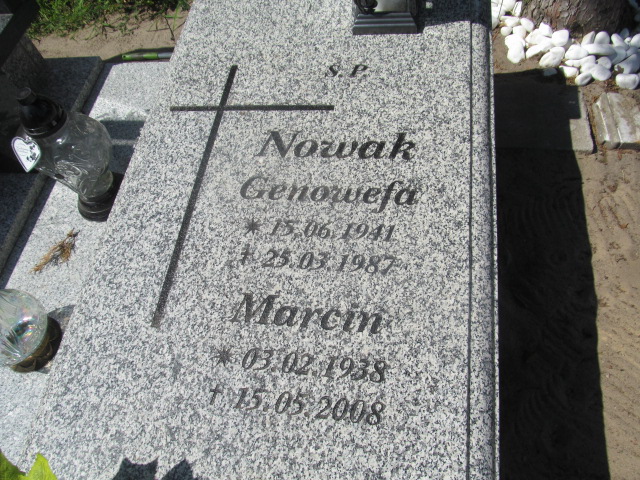 Ś.P.
Nowak
Genowefa
* 15.06.1941
† 25.03.1987
Marcin
* 03.02.1938
† 15.05.2008